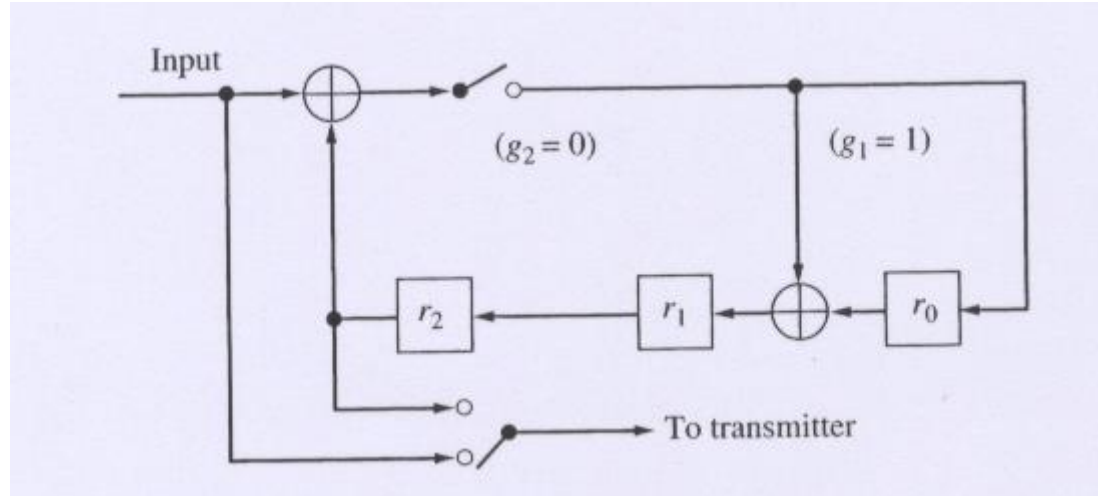 Input
(g₂ = 0)
(g₁ = 1)
r₂
r₁
r₀
To transmitter